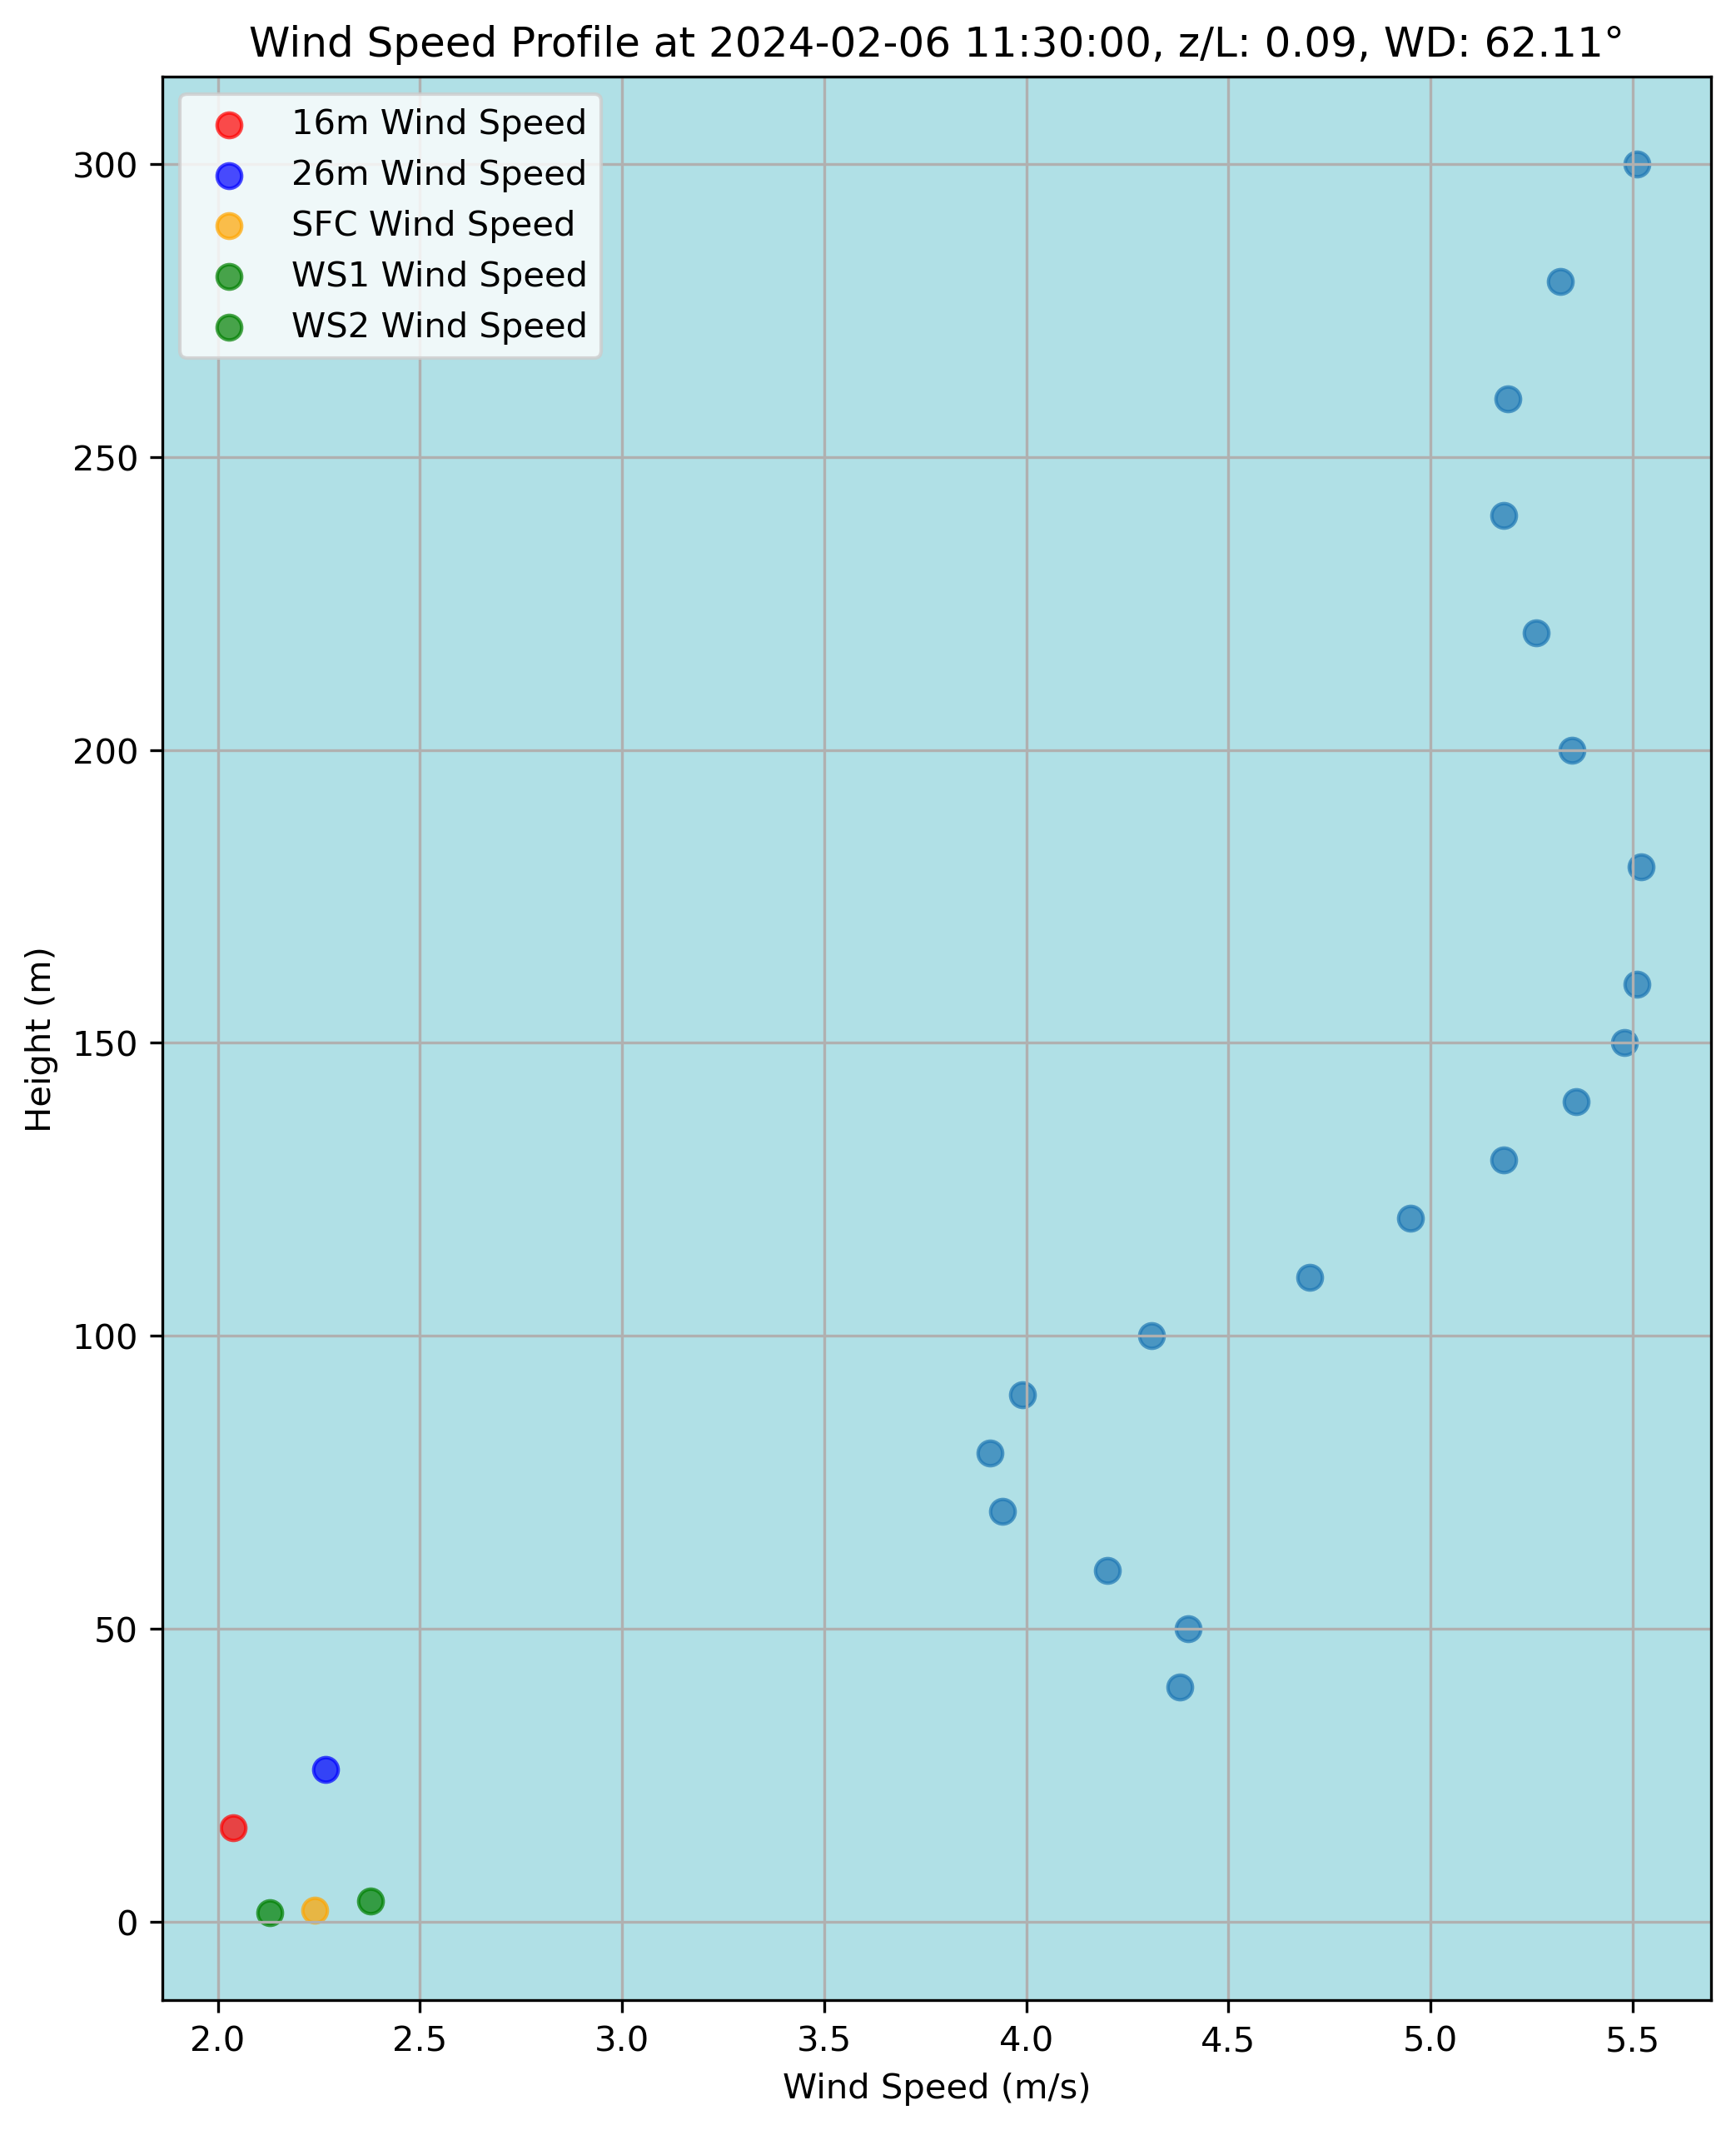 Wind Speed Profile at 2024-02-06 11:30:00, z/L: 0.09, WD: 62.11°
16m Wind Speed
26m Wind Speed
SFC Wind Speed
WS1 Wind Speed
WS2 Wind Speed
300
250
200
150
100
50
0
Height (m)
2.0 2.5 3.0 3.5 4.0 4.5 5.0 5.5
Wind Speed (m/s)